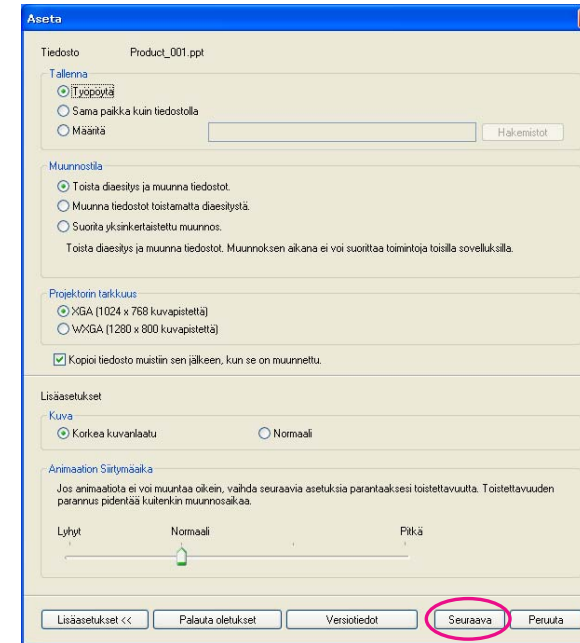 Aseta
Tiedosto Product_001.ppt
Tallenna
Työpöytä
Sama paikka kuin tiedostolla
Määritä Hakemistot
Muunnostila
Toista diaesitys ja muunna tiedostot.
Muunna tiedostot toistamatta diaesitystä.
Suorita yksinkertaistettu muunnos.
Toista diaesitys ja muunna tiedostot. Muunnoksen aikana ei voi suorittaa toimintoja toisilla sovelluksilla.
Projektorin tarkkuus
XGA (1024 x 768 kuvapistettä)
WXGA (1280 x 800 kuvapistettä)
Kopioi tiedosto muistiin sen jälkeen, kun se on muunnettu.
Lisäasetukset
Kuva
Korkea kuvanlaatu Normaali
Animaation Siirtymäaika
Jos animaatiota ei voi muuntaa oikein, vaihda seuraavia asetuksia parantaaksesi toistettavuutta. Toistettavuuden
parannus pidentää kuitenkin muunnosaikaa.
Lyhyt Normaali Pitkä
Lisäasetukset << Palauta oletukset Versiotiedot Seuraava Peruuta